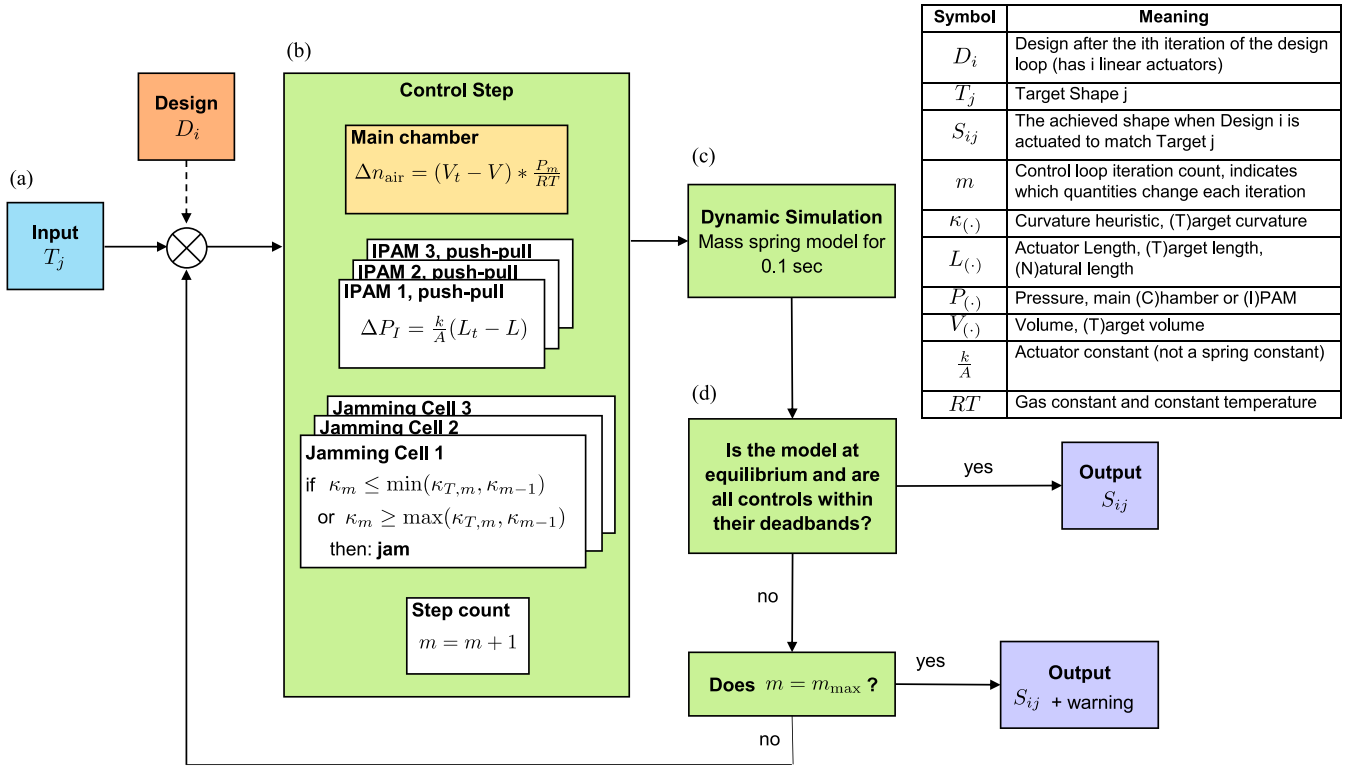 (a)
Input
T_j
Design
D_i
(b)
Control Step
Main chamber
Δn_air = (V_t − V) * P_m/RT
IPAM 3, push-pull
IPAM 2, push-pull
IPAM 1, push-pull
ΔP_I = k/A (L_t − L)
Jamming Cell 3
Jamming Cell 2
Jamming Cell 1
if κ_m ≤ min(κ_{T,m}, κ_{m−1})
or κ_m ≥ max(κ_{T,m}, κ_{m−1})
then: jam
Step count
m = m + 1
(c)
Dynamic Simulation
Mass spring model for
0.1 sec
(d)
Is the model at
equilibrium and are
all controls within
their deadbands?
yes
Output
S_ij
no
Does m = m_max ?
yes
Output
S_ij + warning
no
Symbol Meaning
D_i Design after the ith iteration of the design
loop (has i linear actuators)
T_j Target Shape j
S_ij The achieved shape when Design i is
actuated to match Target j
m Control loop iteration count, indicates
which quantities change each iteration
κ_(·) Curvature heuristic, (T)arget curvature
L_(·) Actuator Length, (T)arget length,
(N)atural length
P_(·) Pressure, main (C)hamber or (I)PAM
V_(·) Volume, (T)arget volume
k/A Actuator constant (not a spring constant)
RT Gas constant and constant temperature